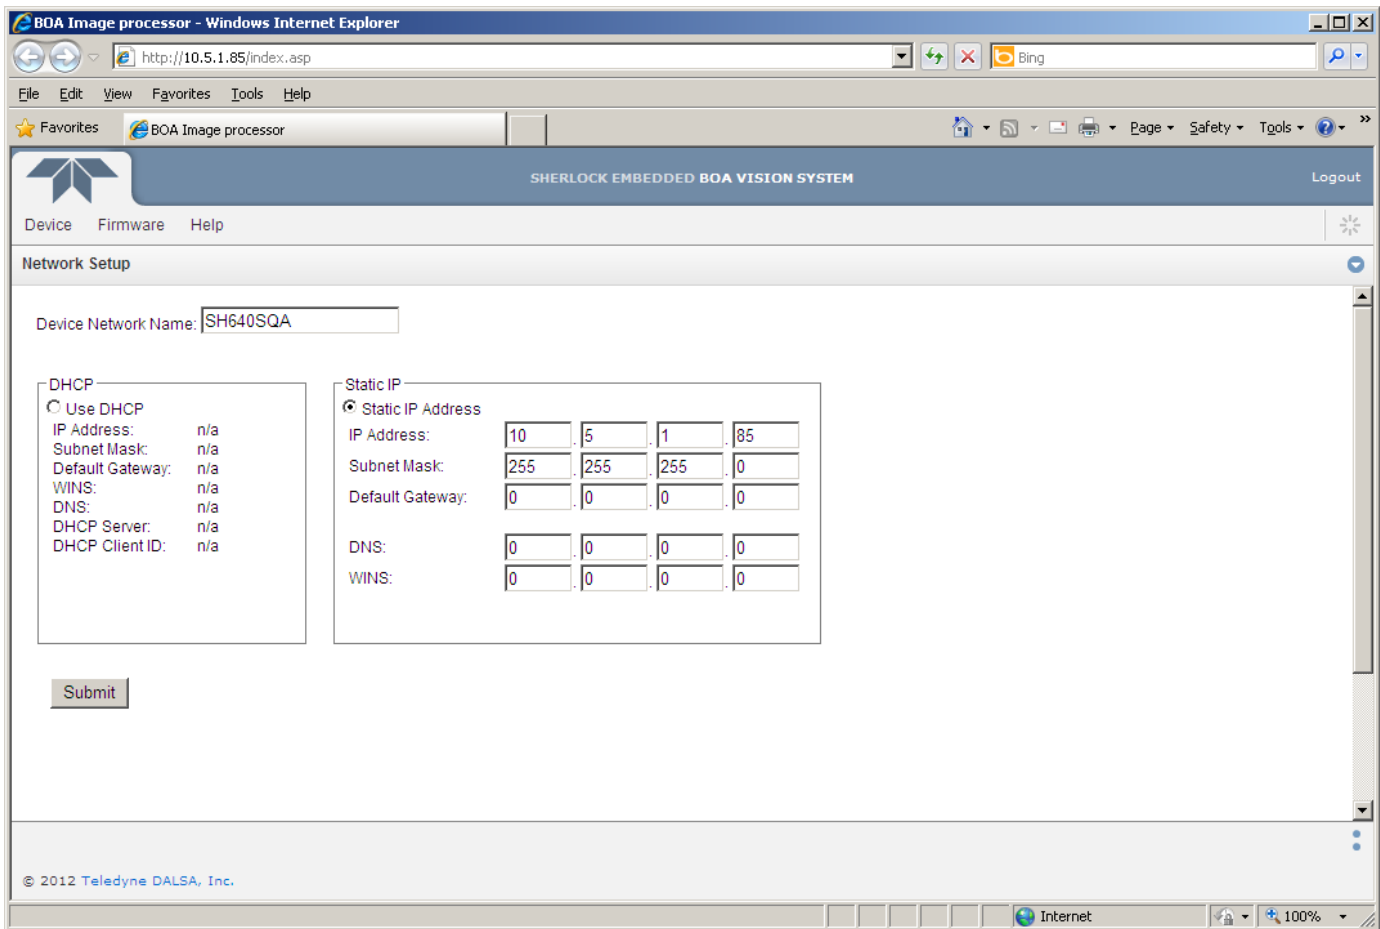 BOA Image processor - Windows Internet Explorer
http://10.5.1.85/index.asp
Bing
File Edit View Favorites Tools Help
Favorites BOA Image processor Page Safety Tools
SHERLOCK EMBEDDED BOA VISION SYSTEM Logout
Device Firmware Help
Network Setup
Device Network Name: SH640SQA
DHCP
Use DHCP
IP Address: n/a
Subnet Mask: n/a
Default Gateway: n/a
WINS: n/a
DNS: n/a
DHCP Server: n/a
DHCP Client ID: n/a
Static IP
Static IP Address
IP Address: 10 . 5 . 1 . 85
Subnet Mask: 255 . 255 . 255 . 0
Default Gateway: 0 . 0 . 0 . 0
DNS: 0 . 0 . 0 . 0
WINS: 0 . 0 . 0 . 0
Submit
© 2012 Teledyne DALSA, Inc.
Internet 100%